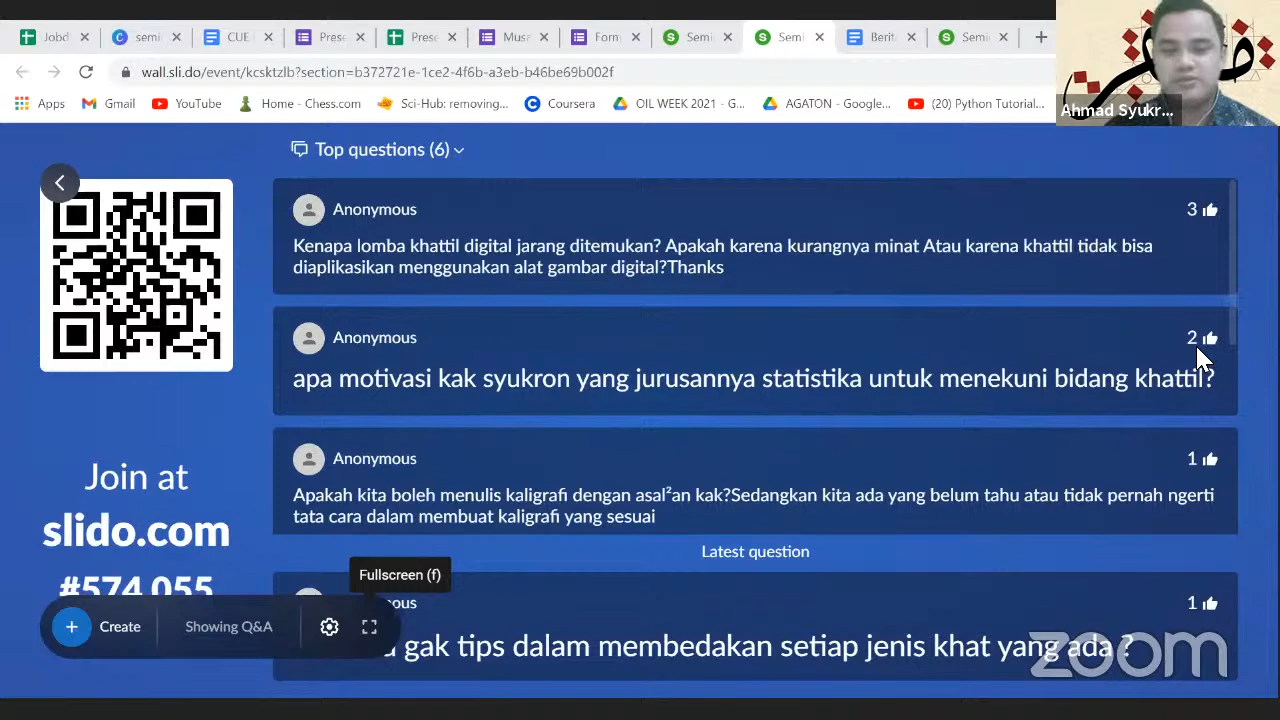 Jobd
semi
CUE
Prese
Prese
Mus
Form
Semi
Semi
Berit
Semi
wall.sli.do/event/kcsktzlb?section=b372721e-1ce2-4f6b-a3eb-b46be69b002f
Apps
Gmail
YouTube
Home - Chess.com
Sci-Hub: removing...
Coursera
OIL WEEK 2021 - G...
AGATON - Google...
(20) Python Tutorial...
Ahmad Syukr...
Top questions (6)
Anonymous
3
Kenapa lomba khattil digital jarang ditemukan? Apakah karena kurangnya minat Atau karena khattil tidak bisa
diaplikasikan menggunakan alat gambar digital?Thanks
Anonymous
2
apa motivasi kak syukron yang jurusannya statistika untuk menekuni bidang khattil?
Anonymous
1
Apakah kita boleh menulis kaligrafi dengan asal²an kak?Sedangkan kita ada yang belum tahu atau tidak pernah ngerti
tata cara dalam membuat kaligrafi yang sesuai
Latest question
ous
1
gak tips dalam membedakan setiap jenis khat yang ada ?
Join at
slido.com
#574 055
Fullscreen (f)
+ Create
Showing Q&A
zoom